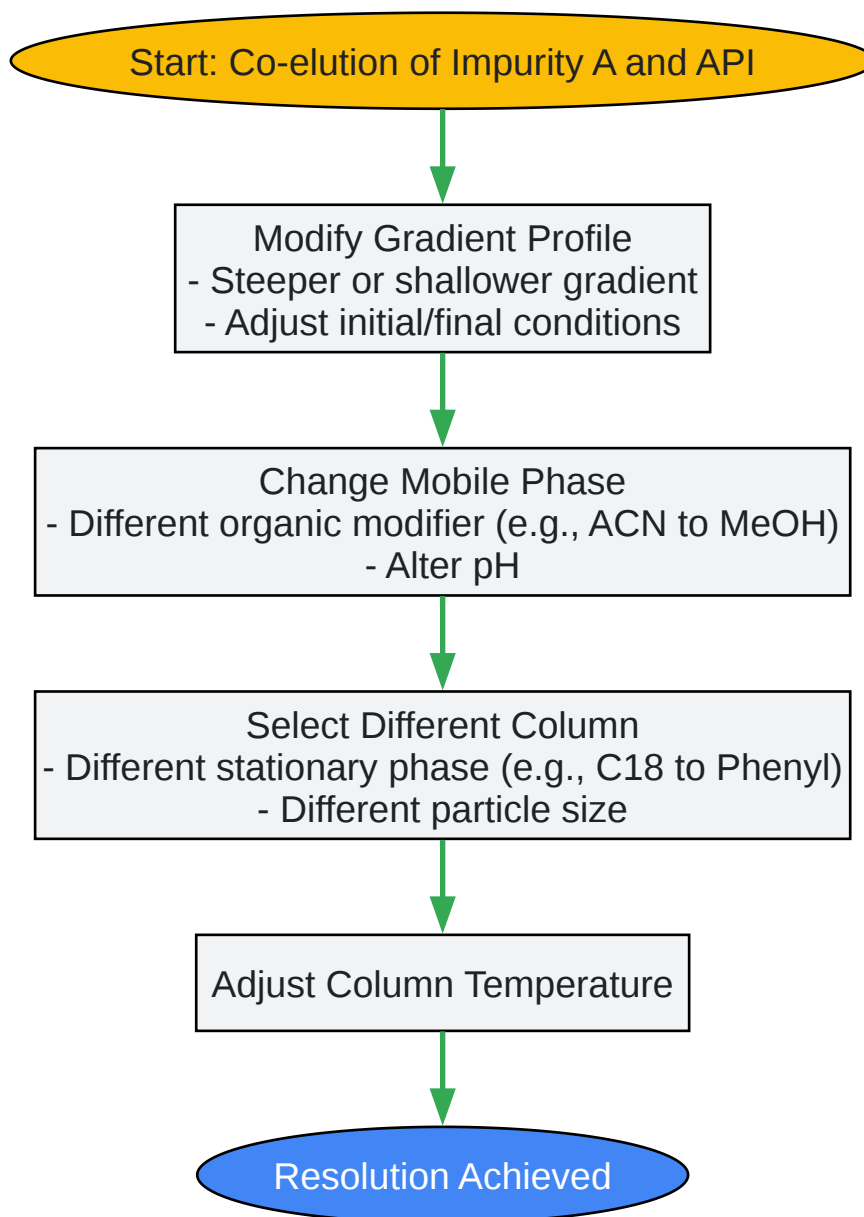 Start: Co-elution of Impurity A and API
Modify Gradient Profile
- Steeper or shallower gradient
- Adjust initial/final conditions
Change Mobile Phase
- Different organic modifier (e.g., ACN to MeOH)
- Alter pH
Select Different Column
- Different stationary phase (e.g., C18 to Phenyl)
- Different particle size
Adjust Column Temperature
Resolution Achieved